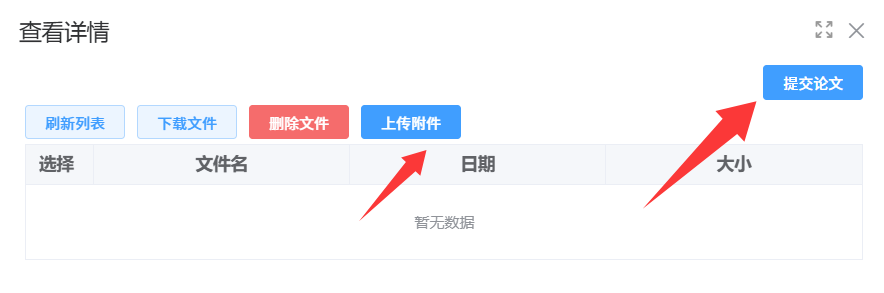 查看详情
提交论文
刷新列表 下载文件 删除文件 上传附件
选择 文件名 日期 大小
暂无数据